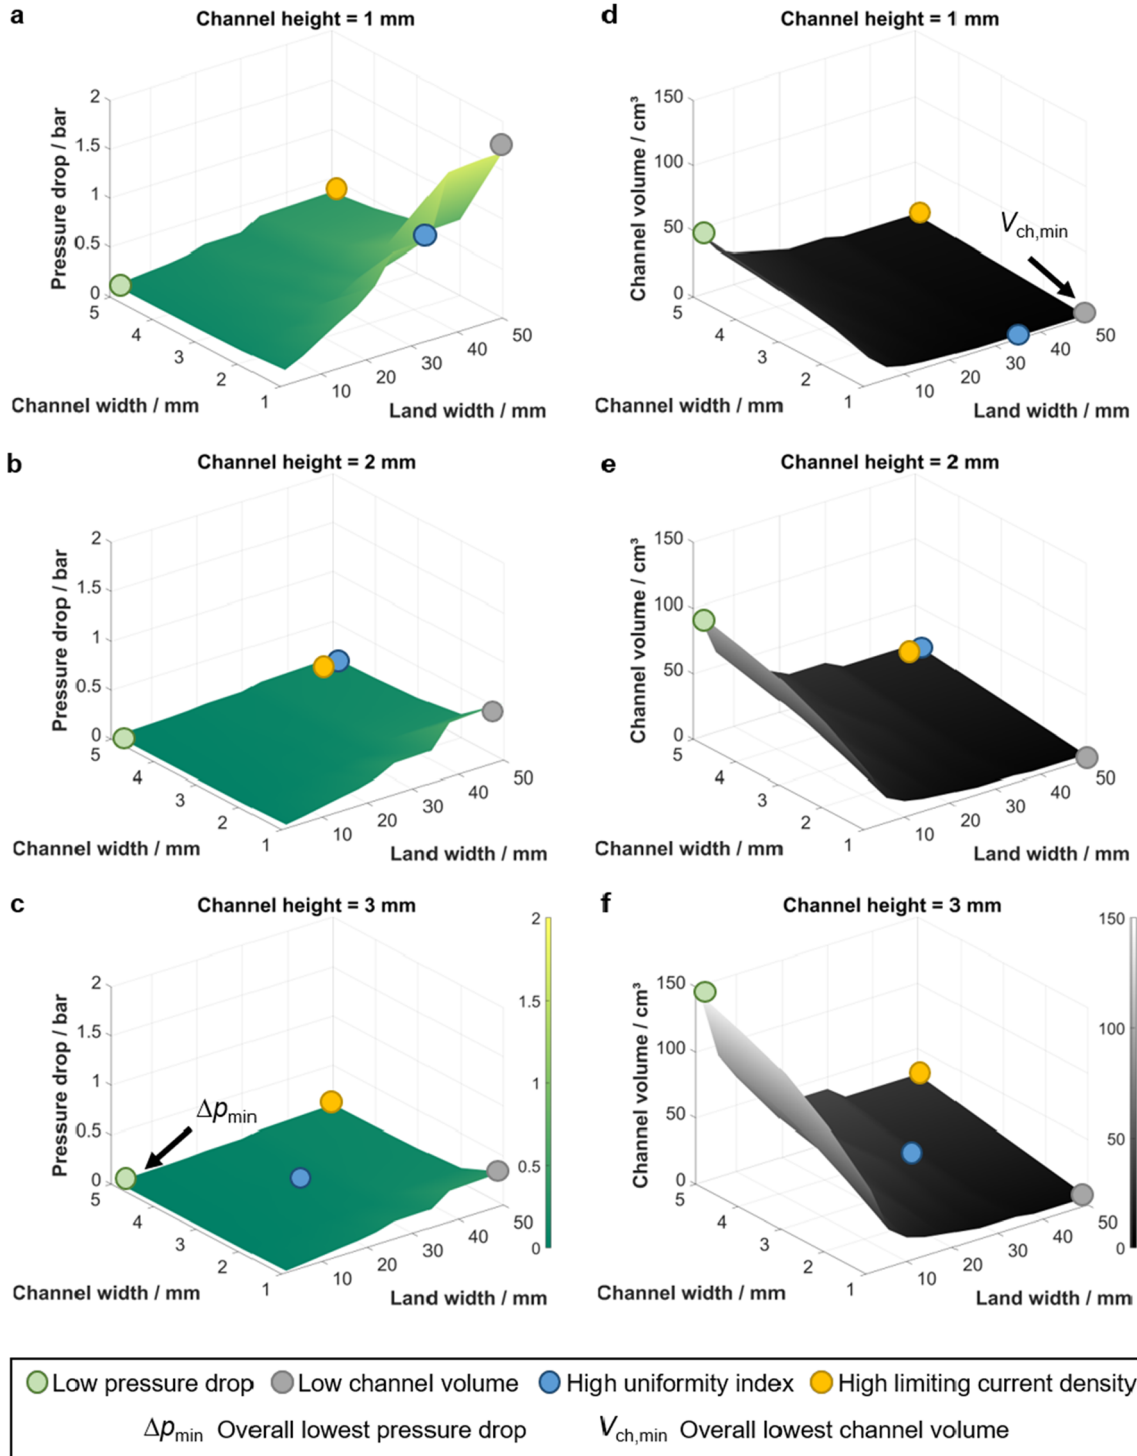 a
Channel height = 1 mm
Pressure drop / bar
2
1.5
1
0.5
0
5
4
3
2
1
10
20
30
40
50
Channel width / mm
Land width / mm
d
Channel height = 1 mm
Channel volume / cm³
150
100
50
0
5
4
3
2
1
10
20
30
40
50
V_ch,min
Channel width / mm
Land width / mm
b
Channel height = 2 mm
Pressure drop / bar
2
1.5
1
0.5
0
5
4
3
2
1
10
20
30
40
50
Channel width / mm
Land width / mm
e
Channel height = 2 mm
Channel volume / cm³
150
100
50
0
5
4
3
2
1
10
20
30
40
50
Channel width / mm
Land width / mm
c
Channel height = 3 mm
Pressure drop / bar
2
1.5
1
0.5
0
5
4
3
2
1
10
20
30
40
50
Δp_min
2
1.5
1
0.5
0
Channel width / mm
Land width / mm
f
Channel height = 3 mm
Channel volume / cm³
150
100
50
0
5
4
3
2
1
10
20
30
40
50
150
100
50
0
Channel width / mm
Land width / mm
Low pressure drop Low channel volume High uniformity index High limiting current density
Δp_min Overall lowest pressure drop V_ch,min Overall lowest channel volume